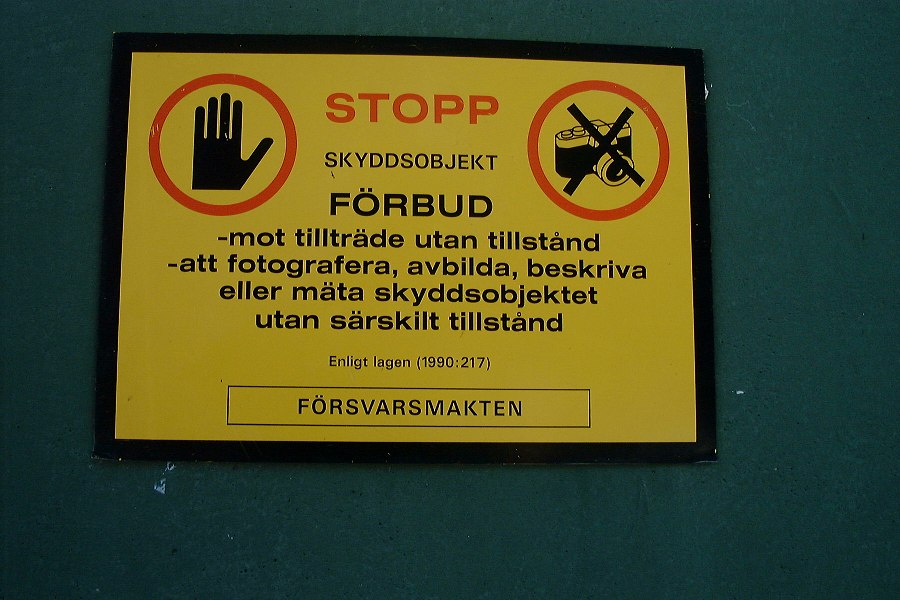 STOPP
SKYDDSOBJEKT
FÖRBUD
-mot tillträde utan tillstånd
-att fotografera, avbilda, beskriva
eller mäta skyddsobjektet
utan särskilt tillstånd
Enligt lagen (1990:217)
FÖRSVARSMAKTEN